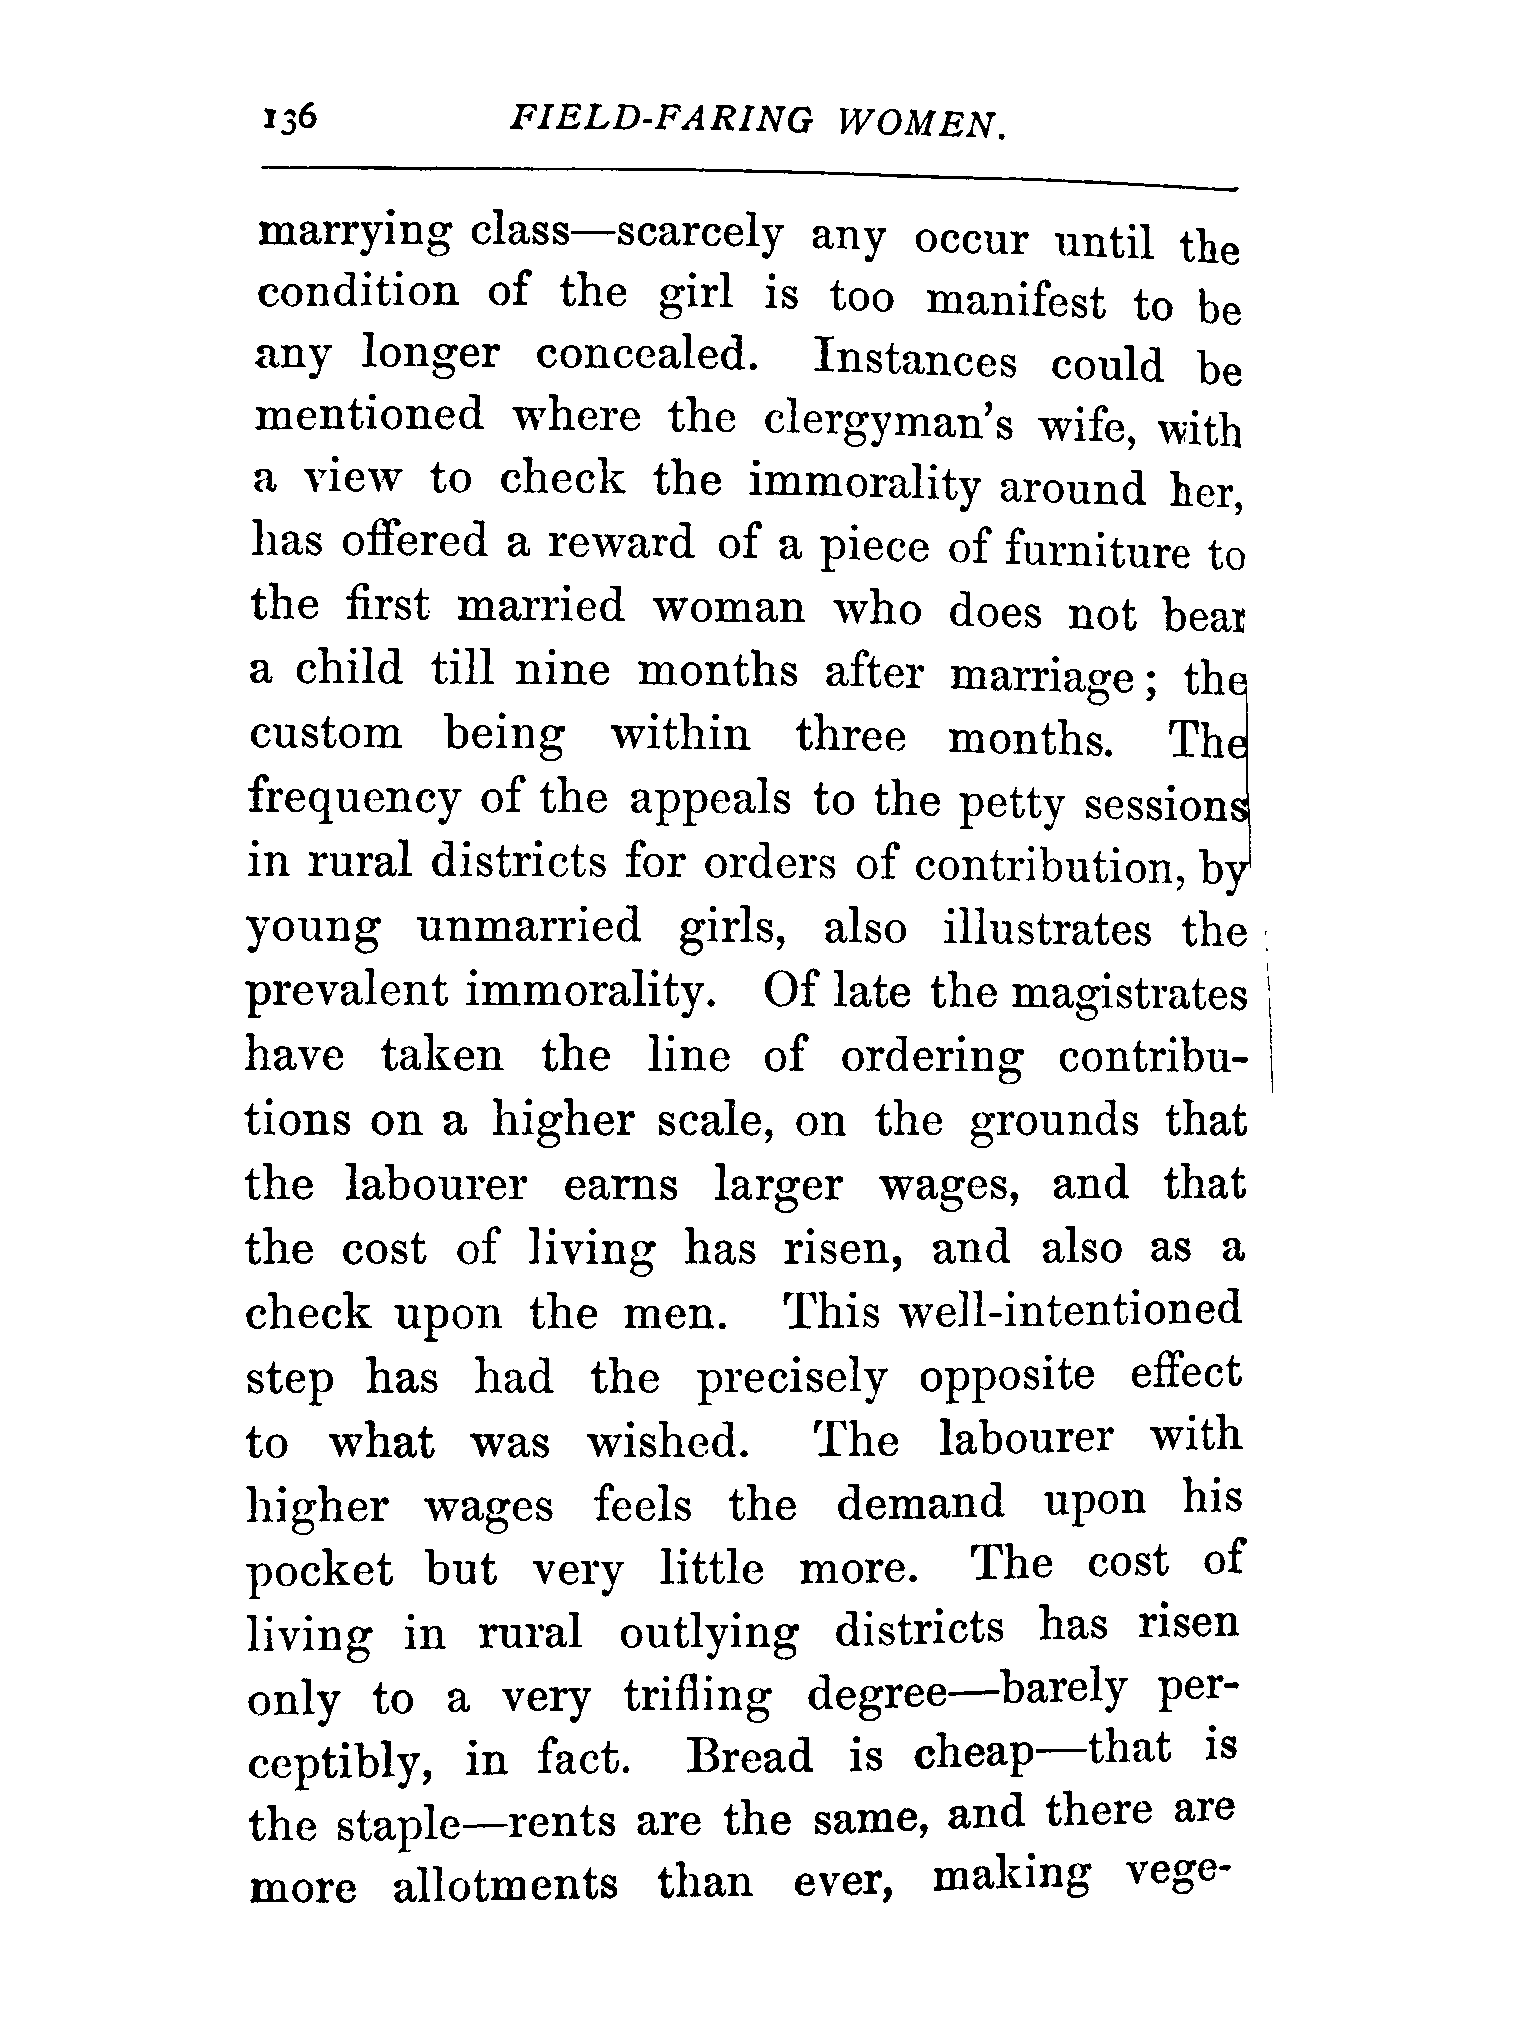 136 FIELD-FARING WOMEN.
marrying class—scarcely any occur until the
condition of the girl is too manifest to be
any longer concealed. Instances could be
mentioned where the clergyman's wife, with
a view to check the immorality around her,
has offered a reward of a piece of furniture to
the first married woman who does not bear
a child till nine months after marriage; the
custom being within three months. The
frequency of the appeals to the petty sessions
in rural districts for orders of contribution, by
young unmarried girls, also illustrates the
prevalent immorality. Of late the magistrates
have taken the line of ordering contribu-
tions on a higher scale, on the grounds that
the labourer earns larger wages, and that
the cost of living has risen, and also as a
check upon the men. This well-intentioned
step has had the precisely opposite effect
to what was wished. The labourer with
higher wages feels the demand upon his
pocket but very little more. The cost of
living in rural outlying districts has risen
only to a very trifling degree—barely per-
ceptibly, in fact. Bread is cheap—that is
the staple—rents are the same, and there are
more allotments than ever, making vege-